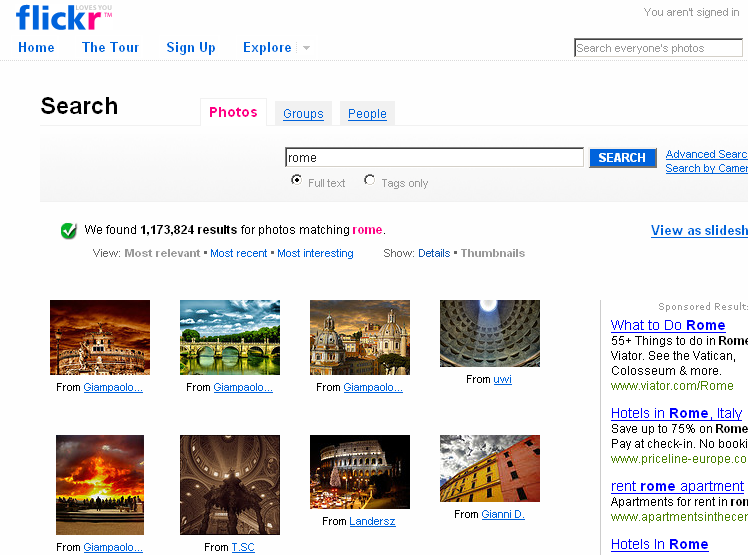 LOVES YOU
flickr™
You aren't signed in
Home The Tour Sign Up Explore
Search everyone's photos
Search Photos Groups People
rome SEARCH Advanced Searc
Full text Tags only Search by Camer
We found 1,173,824 results for photos matching rome. View as slidesh
View: Most relevant • Most recent • Most interesting Show: Details • Thumbnails
From Giampaolo...
From Giampaolo...
From Giampaolo...
From uwi
From Giampaolo...
From T.SC
From Landersz
From Gianni D.
Sponsored Result:
What to Do Rome
55+ Things to do in Rome
Viator. See the Vatican,
Colosseum & more.
www.viator.com/Rome
Hotels in Rome, Italy
Save up to 75% on Rome
Pay at check-in. No booki
www.priceline-europe.co
rent rome apartment
Apartments for rent in rom
www.apartmentsinthecen
Hotels In Rome